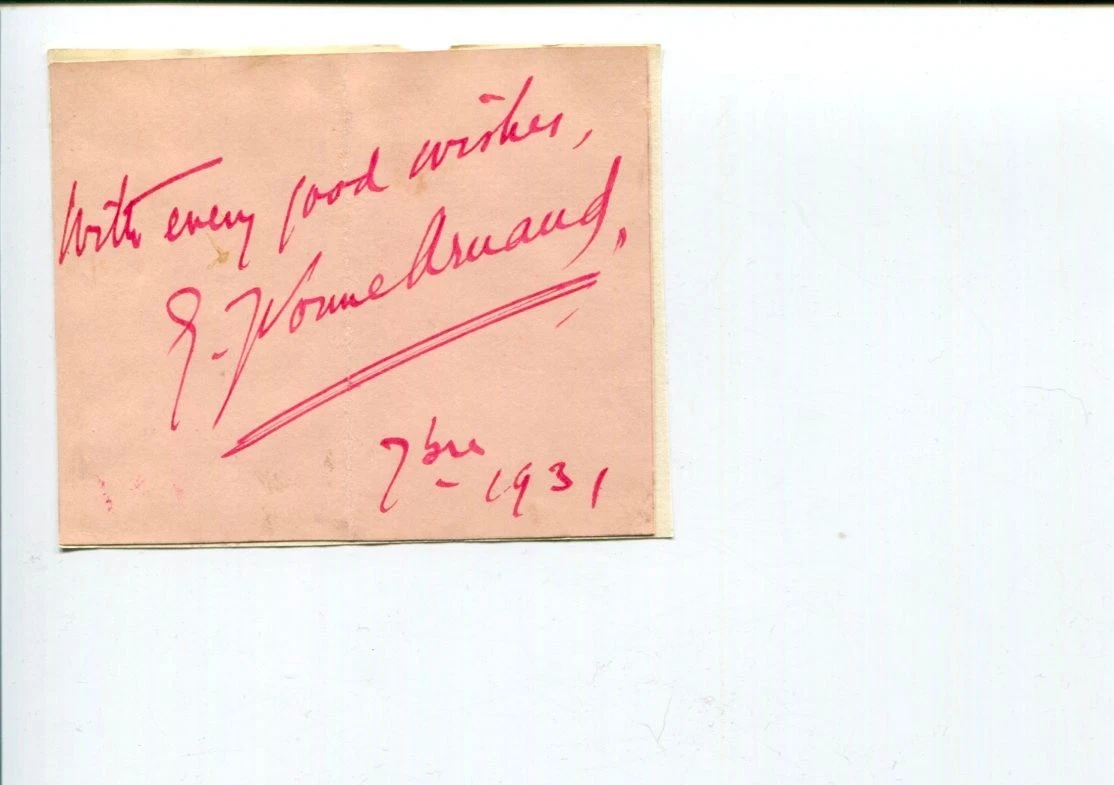 With every good wishes,
G. Yvonne Arnaud,
7bre 1931